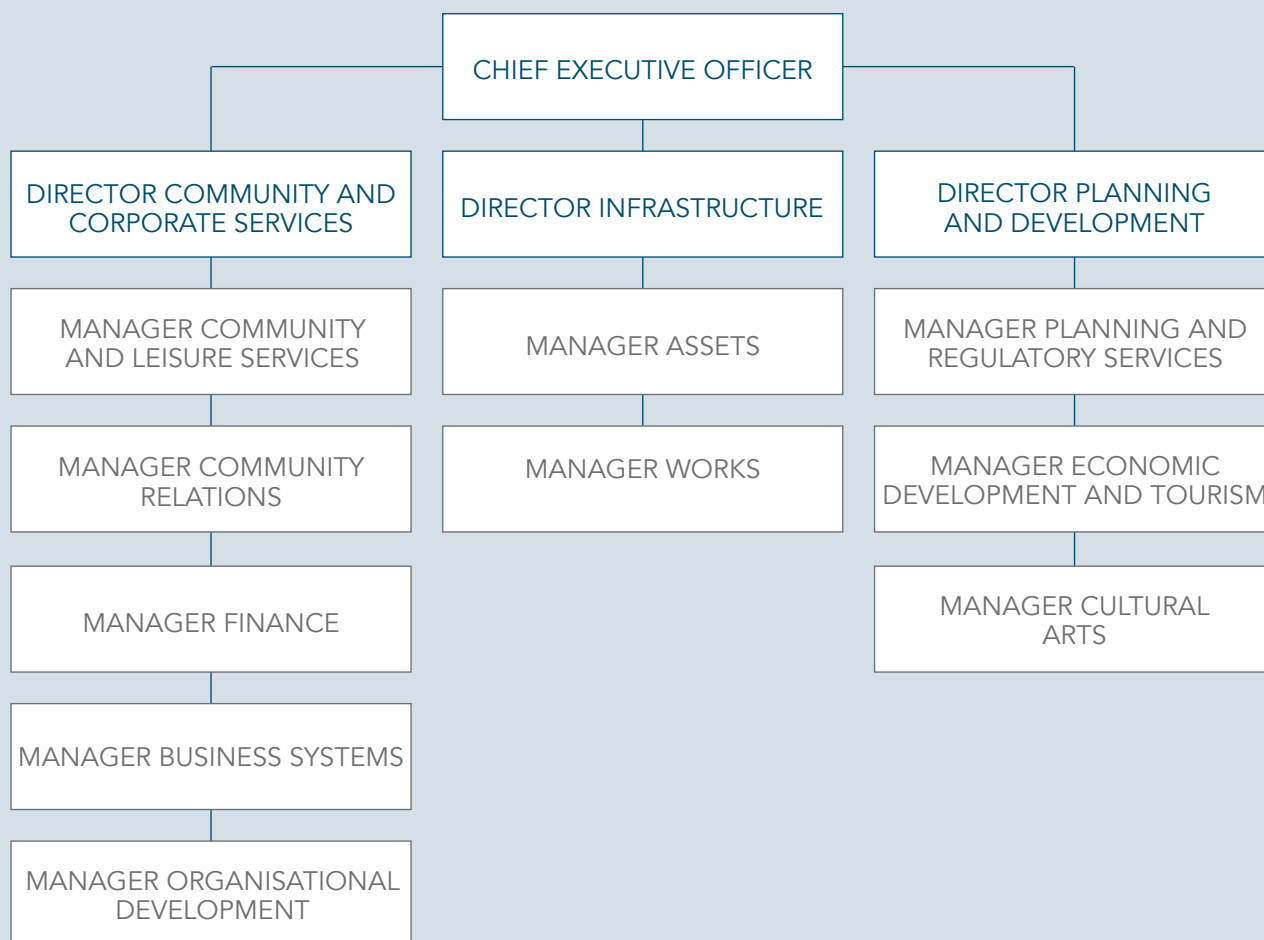 CHIEF EXECUTIVE OFFICER
DIRECTOR COMMUNITY AND
CORPORATE SERVICES
MANAGER COMMUNITY
AND LEISURE SERVICES
MANAGER COMMUNITY
RELATIONS
MANAGER FINANCE
MANAGER BUSINESS SYSTEMS
MANAGER ORGANISATIONAL
DEVELOPMENT
DIRECTOR INFRASTRUCTURE
MANAGER ASSETS
MANAGER WORKS
DIRECTOR PLANNING
AND DEVELOPMENT
MANAGER PLANNING AND
REGULATORY SERVICES
MANAGER ECONOMIC
DEVELOPMENT AND TOURISM
MANAGER CULTURAL
ARTS